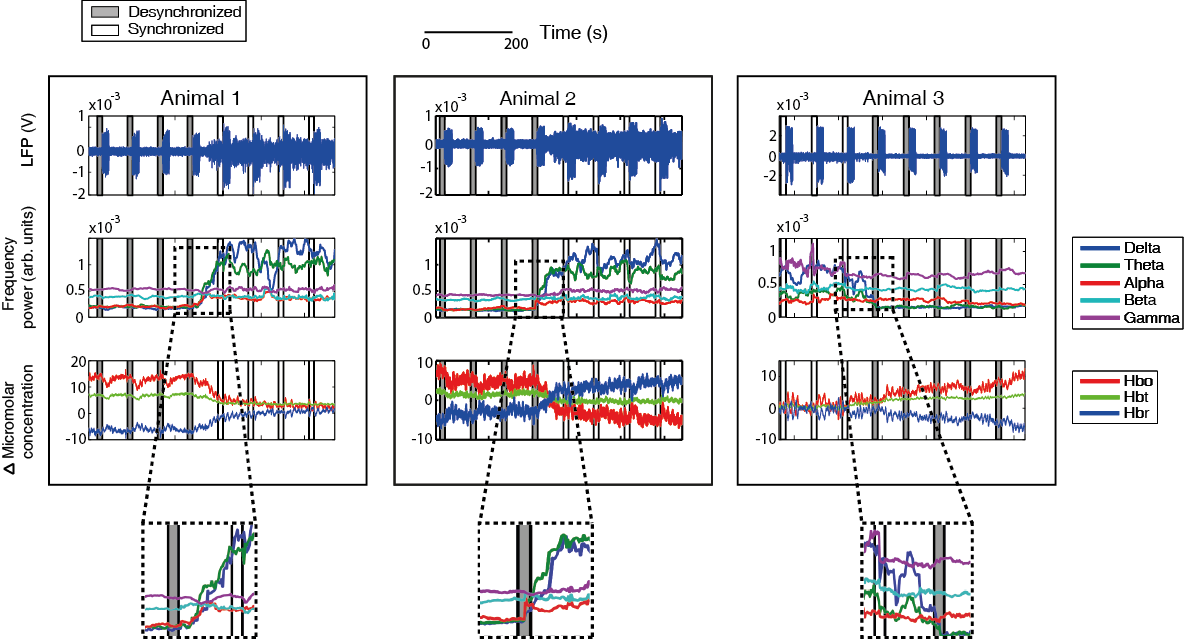 Desynchronized
Synchronized
0 200 Time (s)
Animal 1 Animal 2 Animal 3
LFP (V)
x10-3
1
0
-1
-2
x10-3
1
0
-1
-2
x10-3
2
0
-2
Frequency
power (arb. units)
x10-3
1
0.5
0
x10-3
1
0.5
0
x10-3
1
0.5
0
Delta
Theta
Alpha
Beta
Gamma
Δ Micromolar
concentration
20
10
0
-10
10
0
-10
10
0
-10
Hbo
Hbt
Hbr